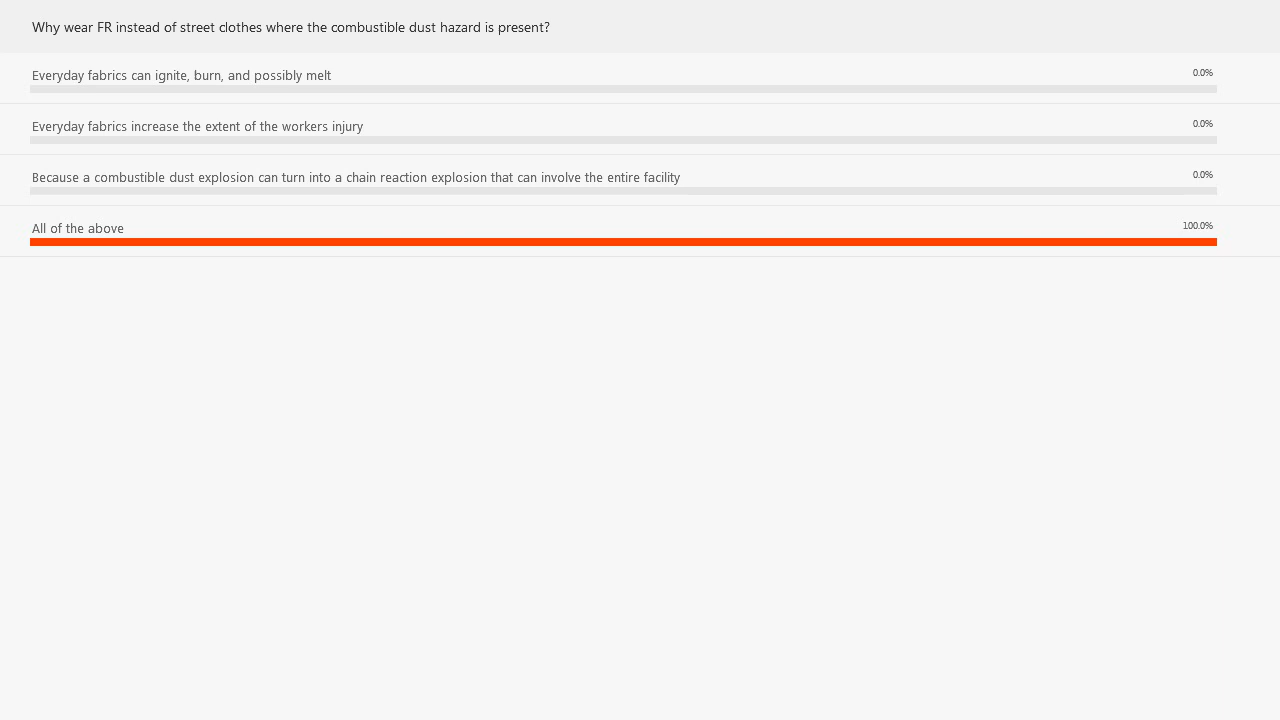 Why wear FR instead of street clothes where the combustible dust hazard is present?
Everyday fabrics can ignite, burn, and possibly melt
0.0%
Everyday fabrics increase the extent of the workers injury
0.0%
Because a combustible dust explosion can turn into a chain reaction explosion that can involve the entire facility
0.0%
All of the above
100.0%